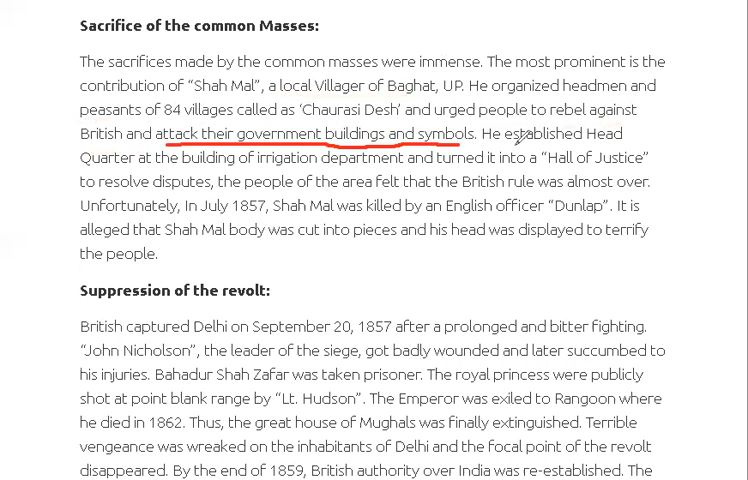 Sacrifice of the common Masses:
The sacrifices made by the common masses were immense. The most prominent is the
contribution of “Shah Mal”, a local Villager of Baghat, UP. He organized headmen and
peasants of 84 villages called as ‘Chaurasi Desh’ and urged people to rebel against
British and attack their government buildings and symbols. He established Head
Quarter at the building of irrigation department and turned it into a “Hall of Justice”
to resolve disputes, the people of the area felt that the British rule was almost over.
Unfortunately, In July 1857, Shah Mal was killed by an English officer “Dunlap”. It is
alleged that Shah Mal body was cut into pieces and his head was displayed to terrify
the people.
Suppression of the revolt:
British captured Delhi on September 20, 1857 after a prolonged and bitter fighting.
“John Nicholson”, the leader of the siege, got badly wounded and later succumbed to
his injuries. Bahadur Shah Zafar was taken prisoner. The royal princess were publicly
shot at point blank range by “Lt. Hudson”. The Emperor was exiled to Rangoon where
he died in 1862. Thus, the great house of Mughals was finally extinguished. Terrible
vengeance was wreaked on the inhabitants of Delhi and the focal point of the revolt
disappeared. By the end of 1859, British authority over India was re-established. The